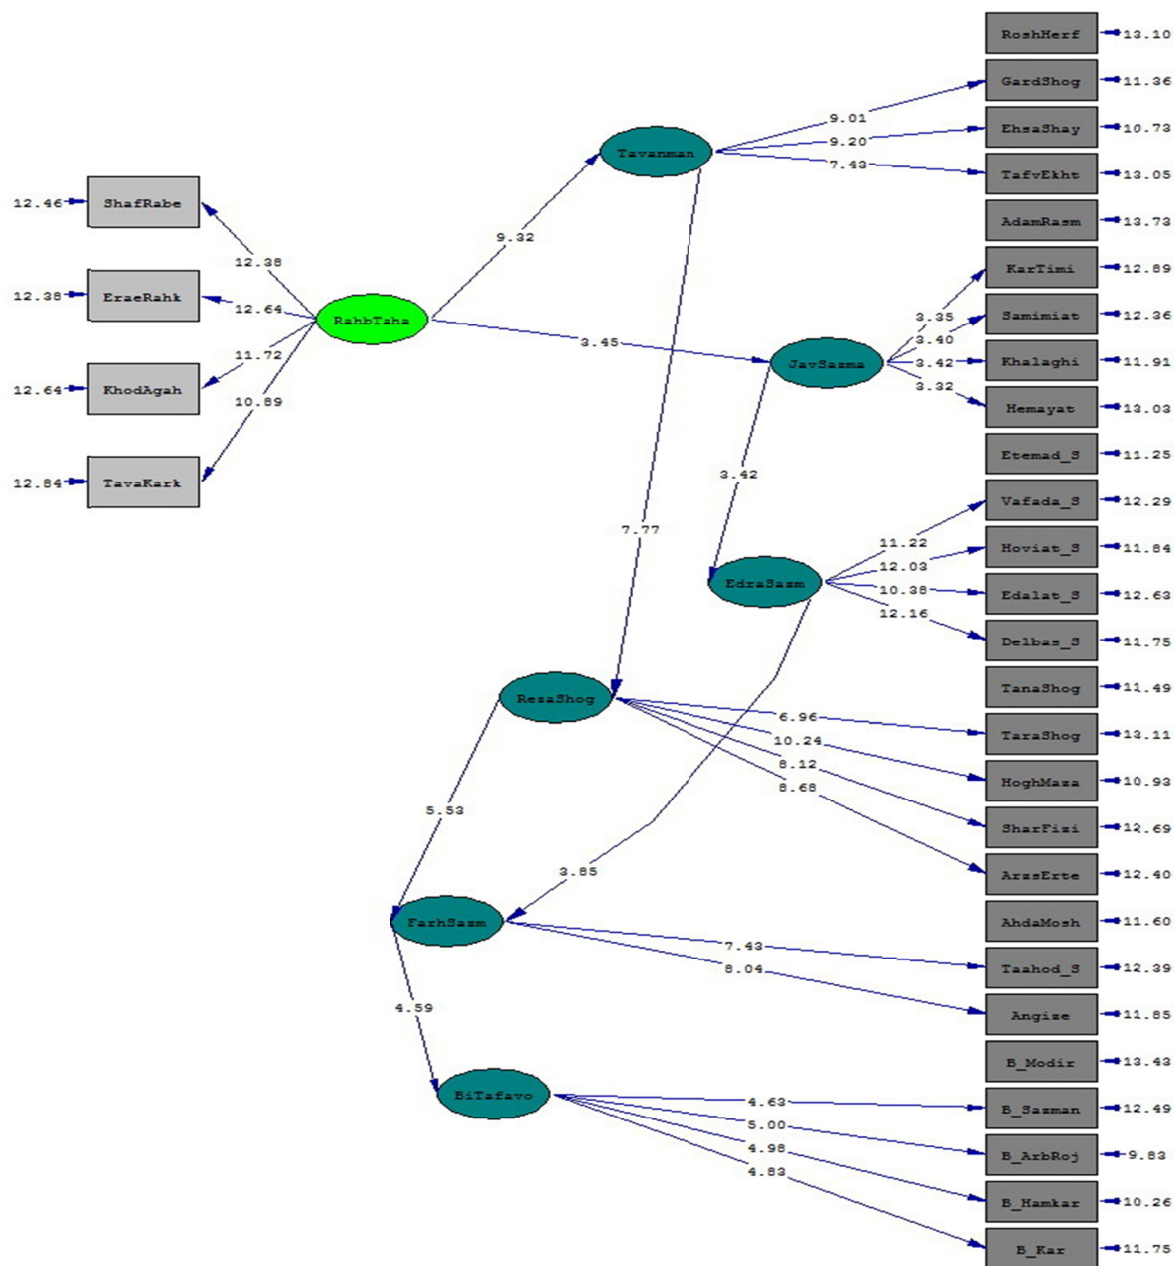 RoshHerf 13.10
GardShog 11.36
9.01
EhsaShay 10.73
Tavanman 9.20
7.43
TafvEkht 13.05
12.46 ShafRabe
AdamRasm 13.73
9.32
12.38
KarTimi 12.89
12.38 EraeRahk
12.64
RahbTaha
3.35
Samimiat 12.36
3.45
3.40
11.72
JavSazma
3.42
Khalaghi 11.91
12.64 KhodAgah
3.32
10.89
Hemayat 13.03
Etemad_S 11.25
12.84 TavaKark
3.42
Vafada_S 12.29
7.77
11.22
Hoviat_S 11.84
12.03
EdraSazm
10.38
Edalat_S 12.63
12.16
Delbas_S 11.75
TanaShog 11.49
ResaShog
6.96
TaraShog 13.11
10.24
8.12
HoghMaza 10.93
8.68
5.53
SharFizi 12.69
3.85
ArzsErte 12.40
FarhSazm
AhdaMosh 11.60
7.43
Taahod_S 12.39
8.04
4.59
Angize 11.85
B_Modir 13.43
BiTafavo
4.63
B_Sazman 12.49
5.00
4.98
B_ArbRoj 9.83
4.83
B_Hamkar 10.26
B_Kar 11.75